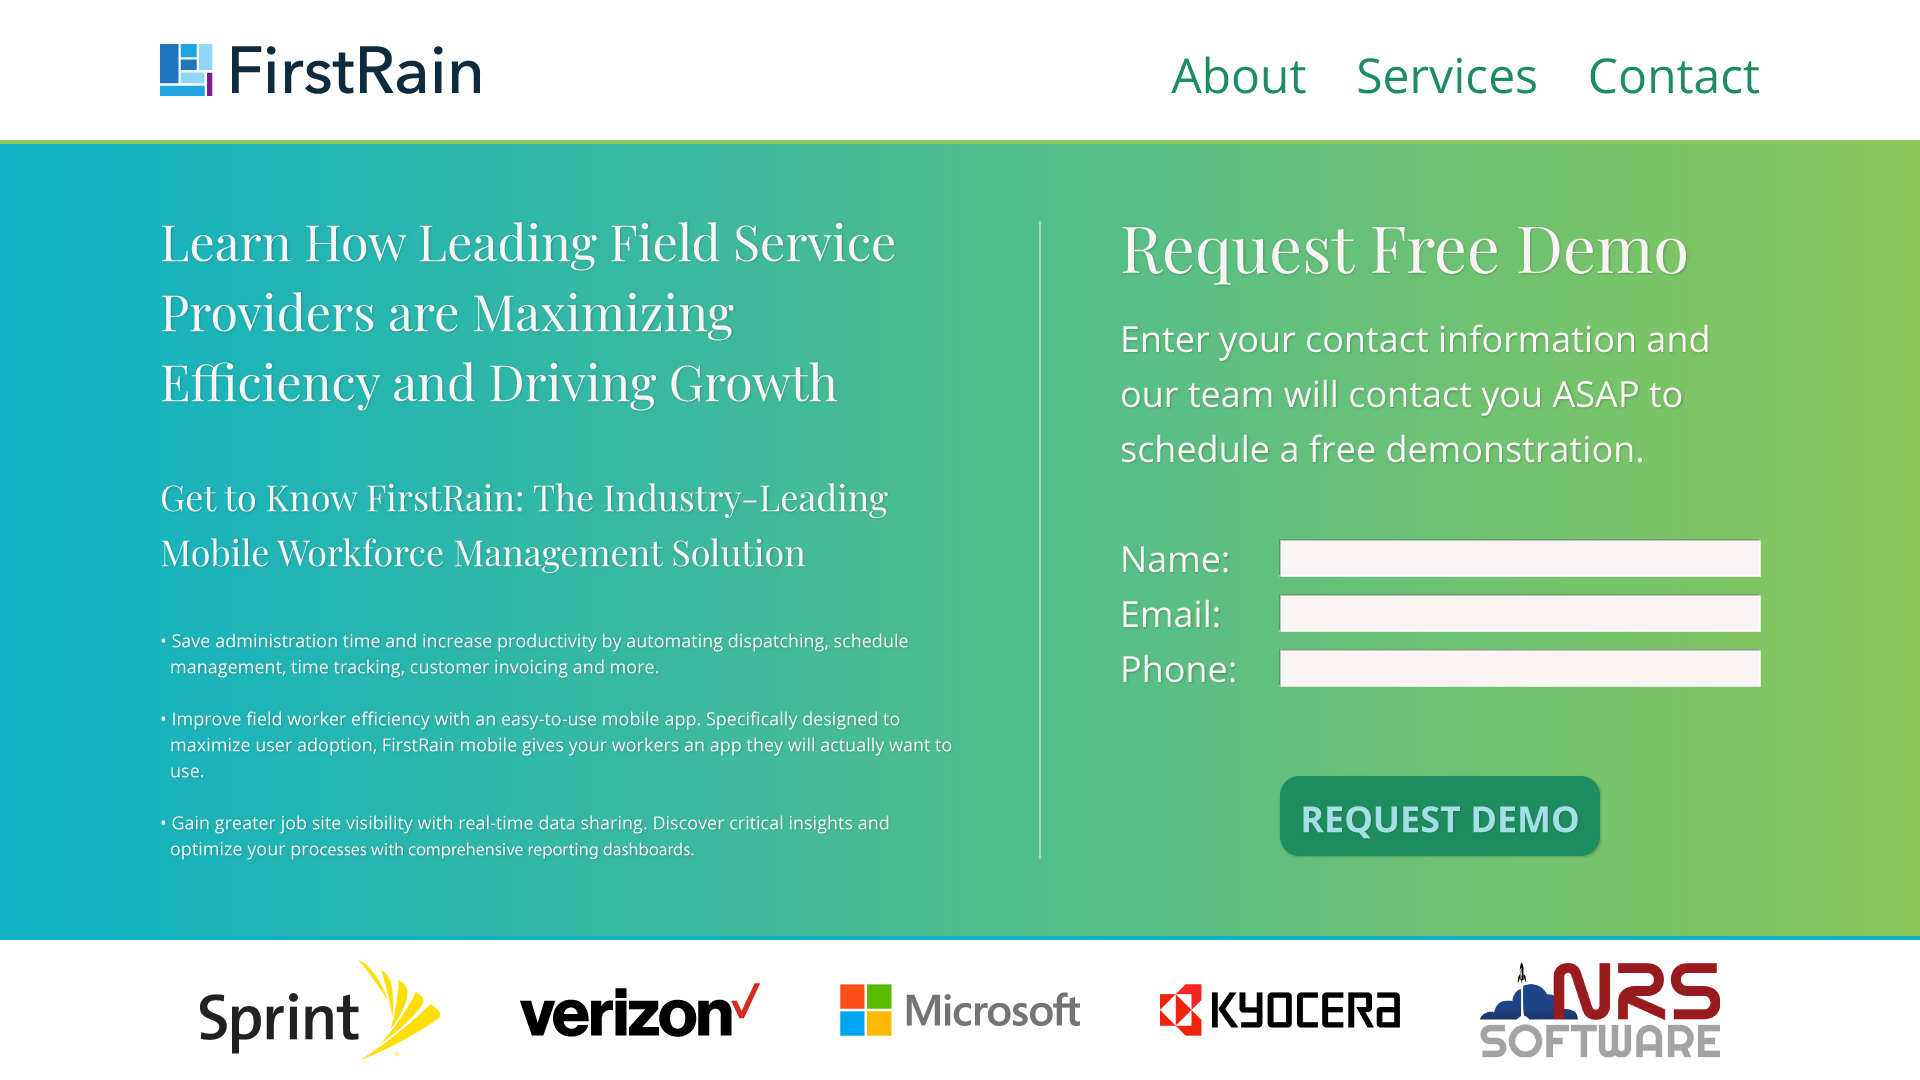 FirstRain
About Services Contact
Learn How Leading Field Service
Providers are Maximizing
Efficiency and Driving Growth
Get to Know FirstRain: The Industry-Leading
Mobile Workforce Management Solution
• Save administration time and increase productivity by automating dispatching, schedule
management, time tracking, customer invoicing and more.
• Improve field worker efficiency with an easy-to-use mobile app. Specifically designed to
maximize user adoption, FirstRain mobile gives your workers an app they will actually want to
use.
• Gain greater job site visibility with real-time data sharing. Discover critical insights and
optimize your processes with comprehensive reporting dashboards.
Request Free Demo
Enter your contact information and
our team will contact you ASAP to
schedule a free demonstration.
Name:
Email:
Phone:
REQUEST DEMO
Sprint
verizon
Microsoft
KYOCERA
NRS
SOFTWARE